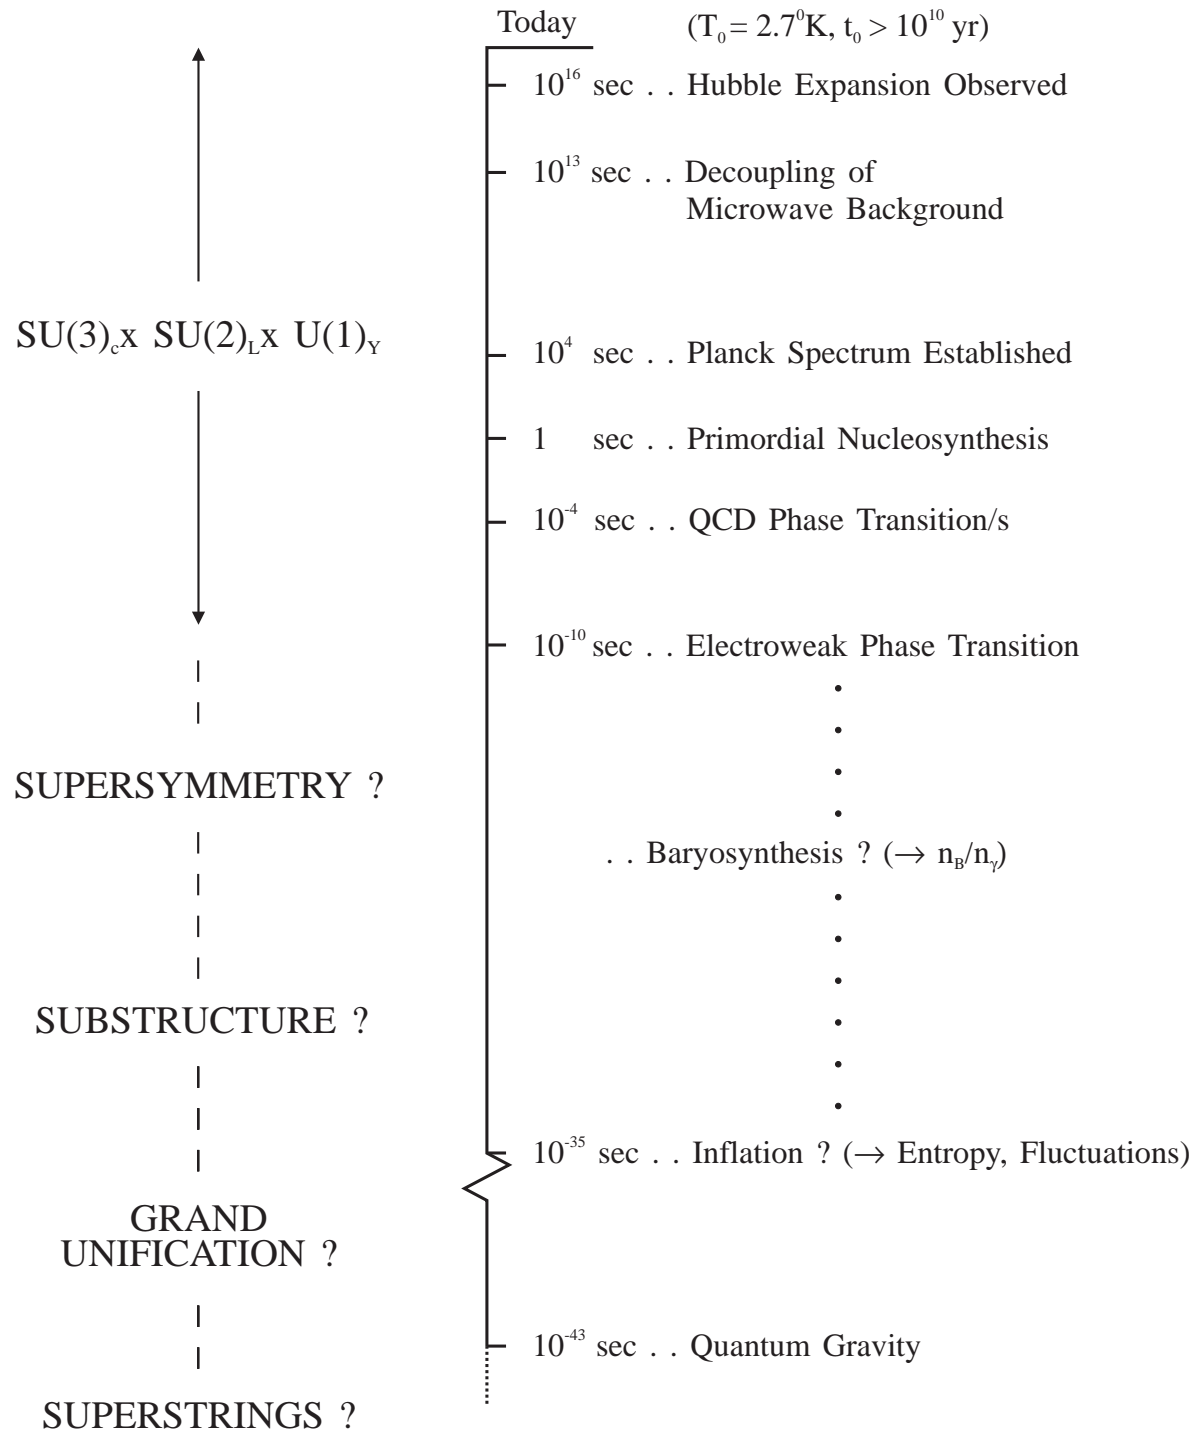 Today (T₀ = 2.7⁰K, t₀ > 10¹⁰ yr)
10¹⁶ sec . . Hubble Expansion Observed
10¹³ sec . . Decoupling of
Microwave Background
SU(3)_c x SU(2)_L x U(1)_Y
10⁴ sec . . Planck Spectrum Established
1 sec . . Primordial Nucleosynthesis
10⁻⁴ sec . . QCD Phase Transition/s
10⁻¹⁰ sec . . Electroweak Phase Transition
SUPERSYMMETRY ?
. . Baryosynthesis ? (→ n_B/n_γ)
SUBSTRUCTURE ?
10⁻³⁵ sec . . Inflation ? (→ Entropy, Fluctuations)
GRAND
UNIFICATION ?
10⁻⁴³ sec . . Quantum Gravity
SUPERSTRINGS ?